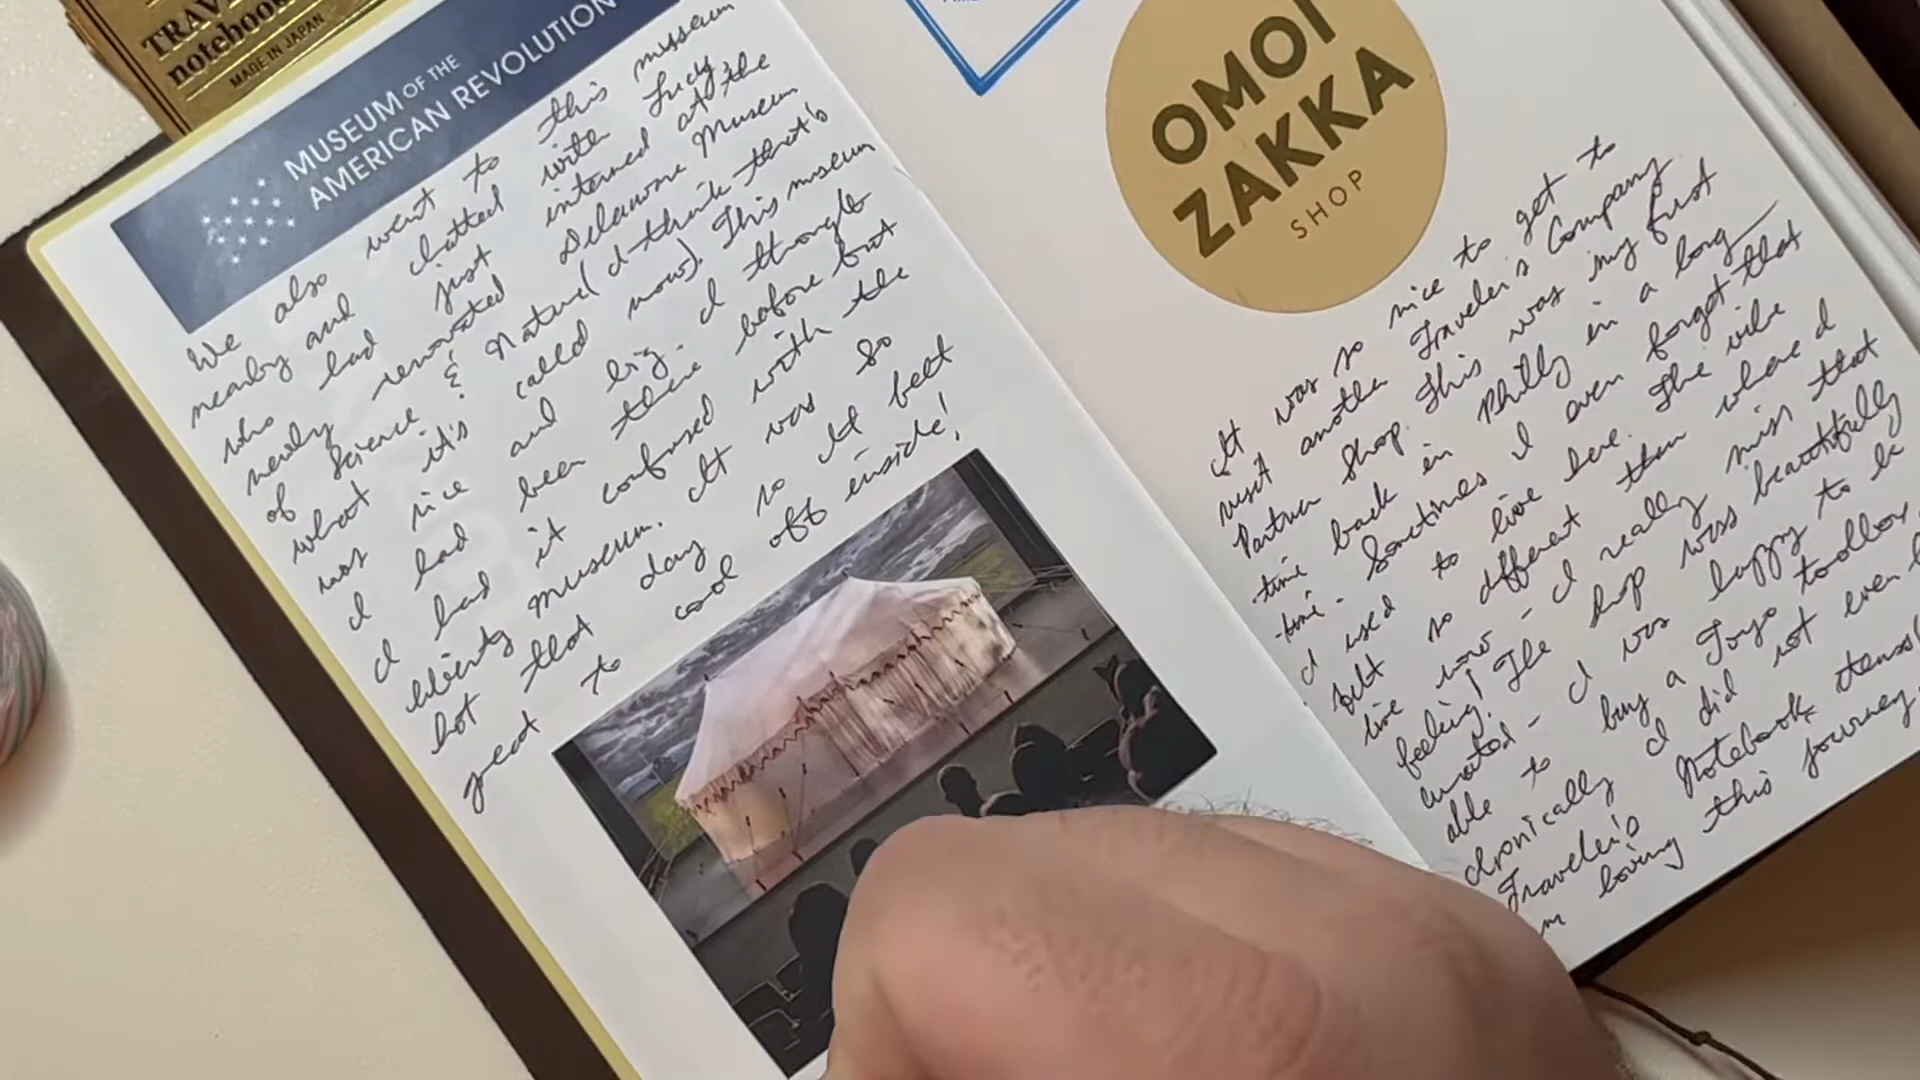 TRAVELER'S
notebook
MADE IN JAPAN
MUSEUM OF THE
AMERICAN REVOLUTION
We also went to this museum
nearby and chatted with Judy,
who had just interned at the
newly renovated Delaware Museum
of Science & Nature (I think that's
what it's called now). This museum
was nice and big. I thought
I had been there before but
I had it confused with the
liberty museum. It was so
hot that day so it felt
great to cool off inside!
OMOI
ZAKKA
SHOP
It was so nice to get to
visit another Traveler's Company
Partner Shop. This was my first
time back in Philly in a long
time - Sometimes I even forget that
I used to live here. The vibe
felt so different than where I
live now - I really miss that
feeling! The shop was beautifully
curated - I was happy to be
able to buy a Toyo toolbox.
Ironically I did not even
Traveler's Notebook
loving this journey.